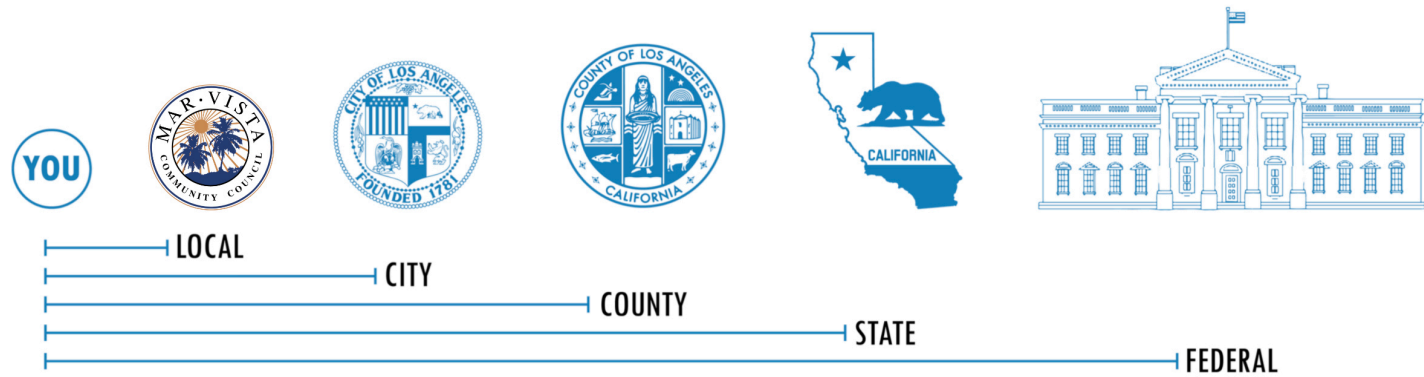 YOU
MAR · VISTA
COMMUNITY COUNCIL
CITY OF LOS ANGELES
FOUNDED 1781
COUNTY OF LOS ANGELES
CALIFORNIA
CALIFORNIA
LOCAL
CITY
COUNTY
STATE
FEDERAL